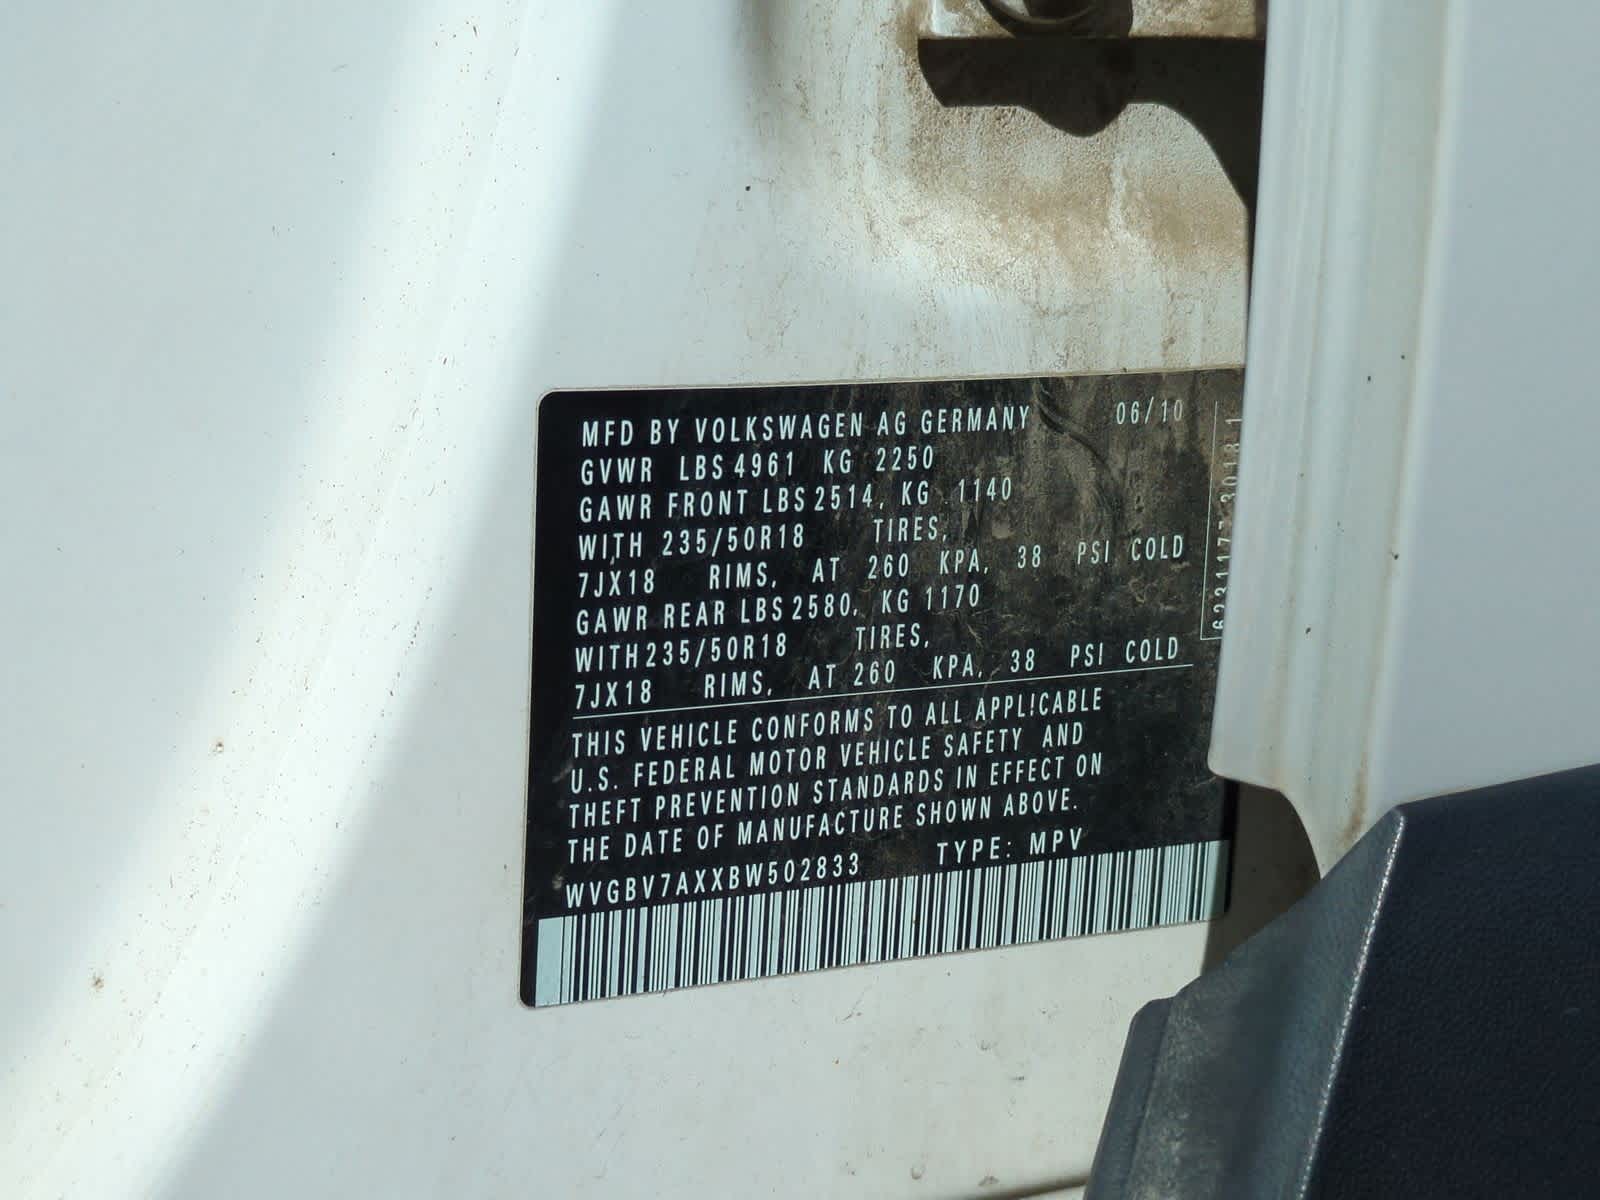 MFD BY VOLKSWAGEN AG GERMANY 06/10
GVWR LBS 4961 KG 2250
GAWR FRONT LBS 2514, KG 1140
WITH 235/50R18 TIRES,
7JX18 RIMS, AT 260 KPA, 38 PSI COLD
GAWR REAR LBS 2580, KG 1170
WITH 235/50R18 TIRES,
7JX18 RIMS, AT 260 KPA, 38 PSI COLD
THIS VEHICLE CONFORMS TO ALL APPLICABLE
U.S. FEDERAL MOTOR VEHICLE SAFETY AND
THEFT PREVENTION STANDARDS IN EFFECT ON
THE DATE OF MANUFACTURE SHOWN ABOVE.
WVGBV7AXXBW502833 TYPE: MPV